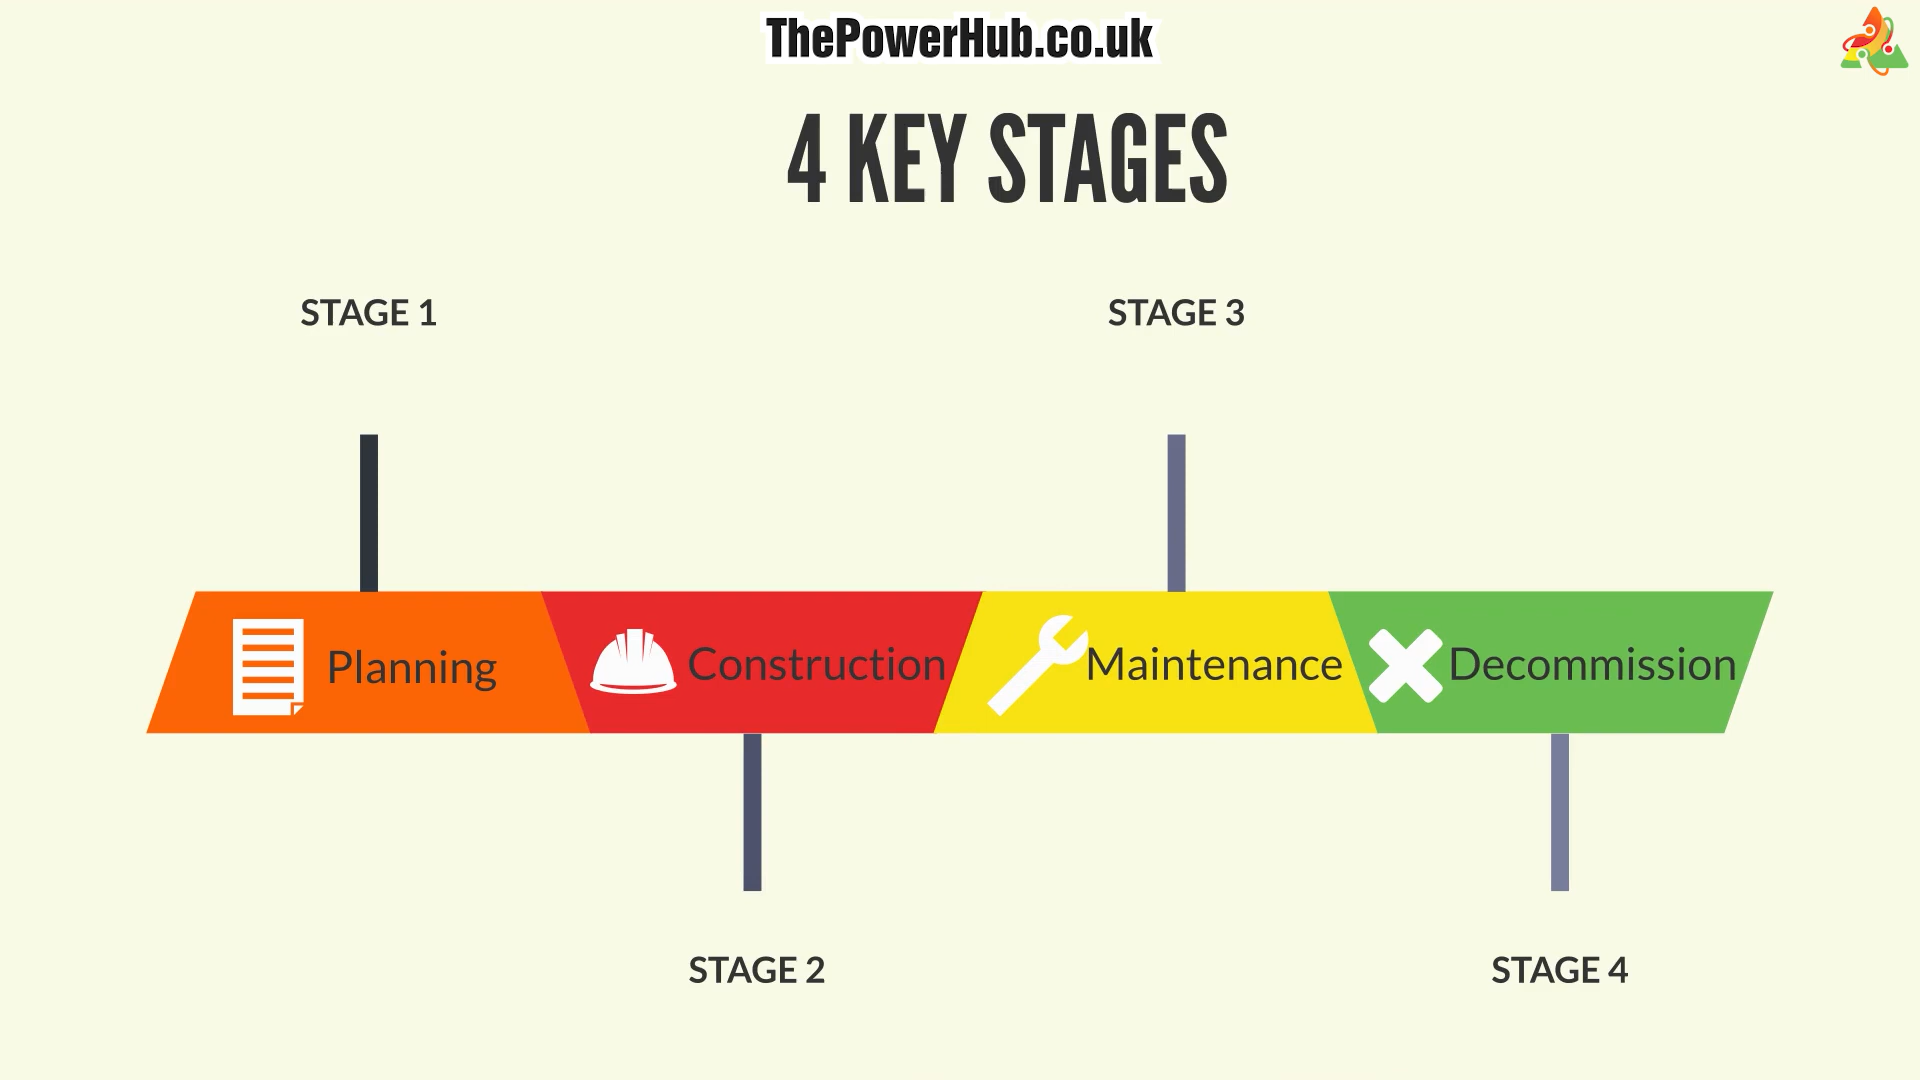 ThePowerHub.co.uk
4 KEY STAGES
STAGE 1
STAGE 3
Planning
Construction
Maintenance
Decommission
STAGE 2
STAGE 4